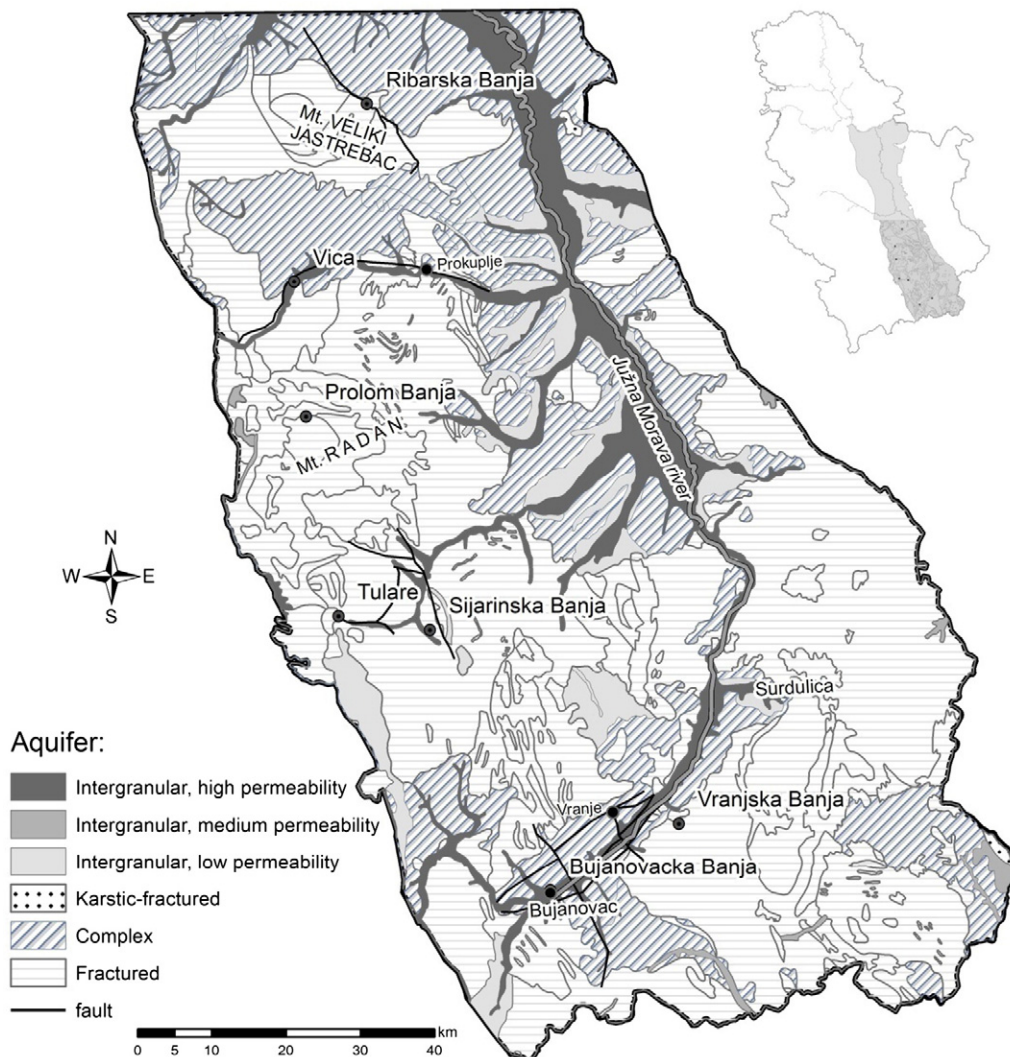 Ribarska Banja
Mt. VELIKI
JASTREBAC
Vica
Prokuplje
Prolom Banja
Mt. RADAN
Južna Morava river
N
W E
S
Tulare
Sijarinska Banja
Surdulica
Vranje
Vranjska Banja
Bujanovacka Banja
Bujanovac
Aquifer:
Intergranular, high permeability
Intergranular, medium permeability
Intergranular, low permeability
Karstic-fractured
Complex
Fractured
fault
km
0 5 10 20 30 40